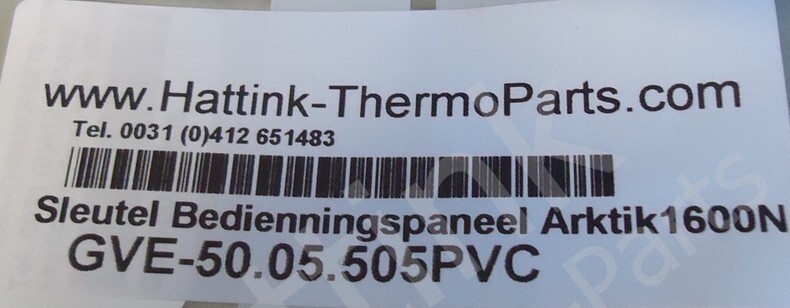 www.Hattink-ThermoParts.com
Tel. 0031 (0)412 651483
Sleutel Bedienningspaneel Arktik1600N
GVE-50.05.505PVC